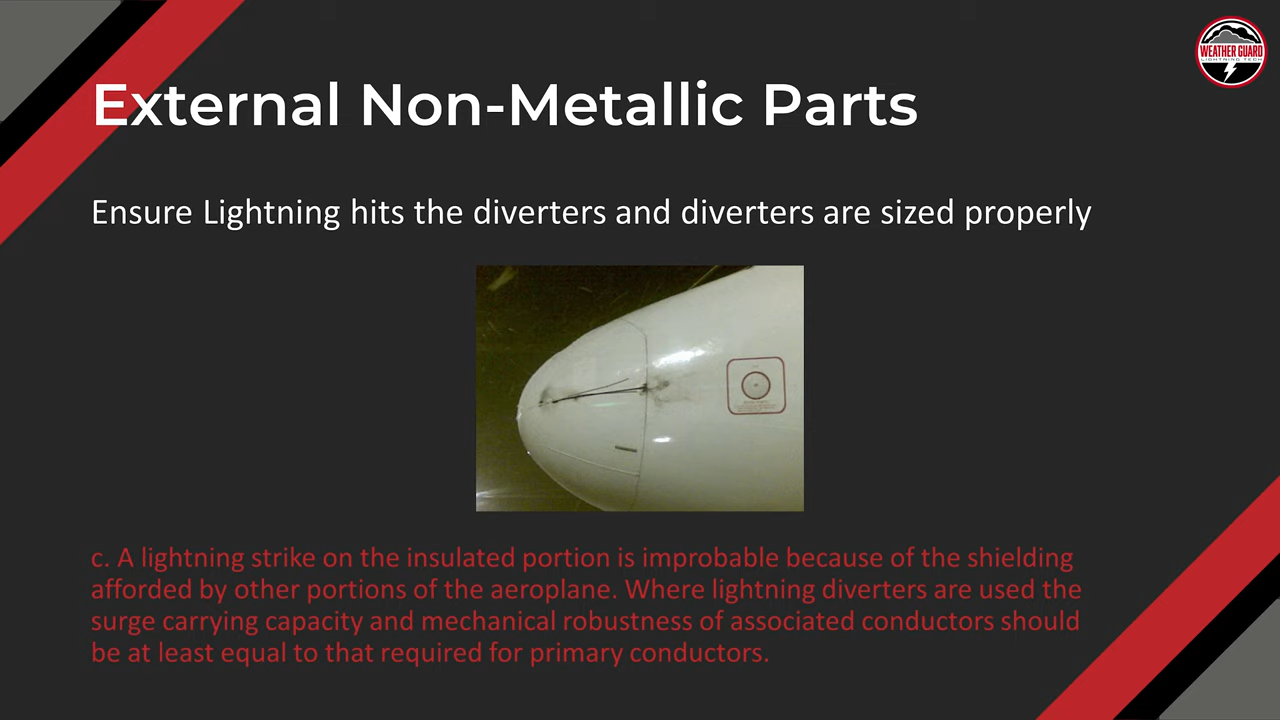 WEATHER GUARD
LIGHTNING TECH
External Non-Metallic Parts
Ensure Lightning hits the diverters and diverters are sized properly
c. A lightning strike on the insulated portion is improbable because of the shielding
afforded by other portions of the aeroplane. Where lightning diverters are used the
surge carrying capacity and mechanical robustness of associated conductors should
be at least equal to that required for primary conductors.